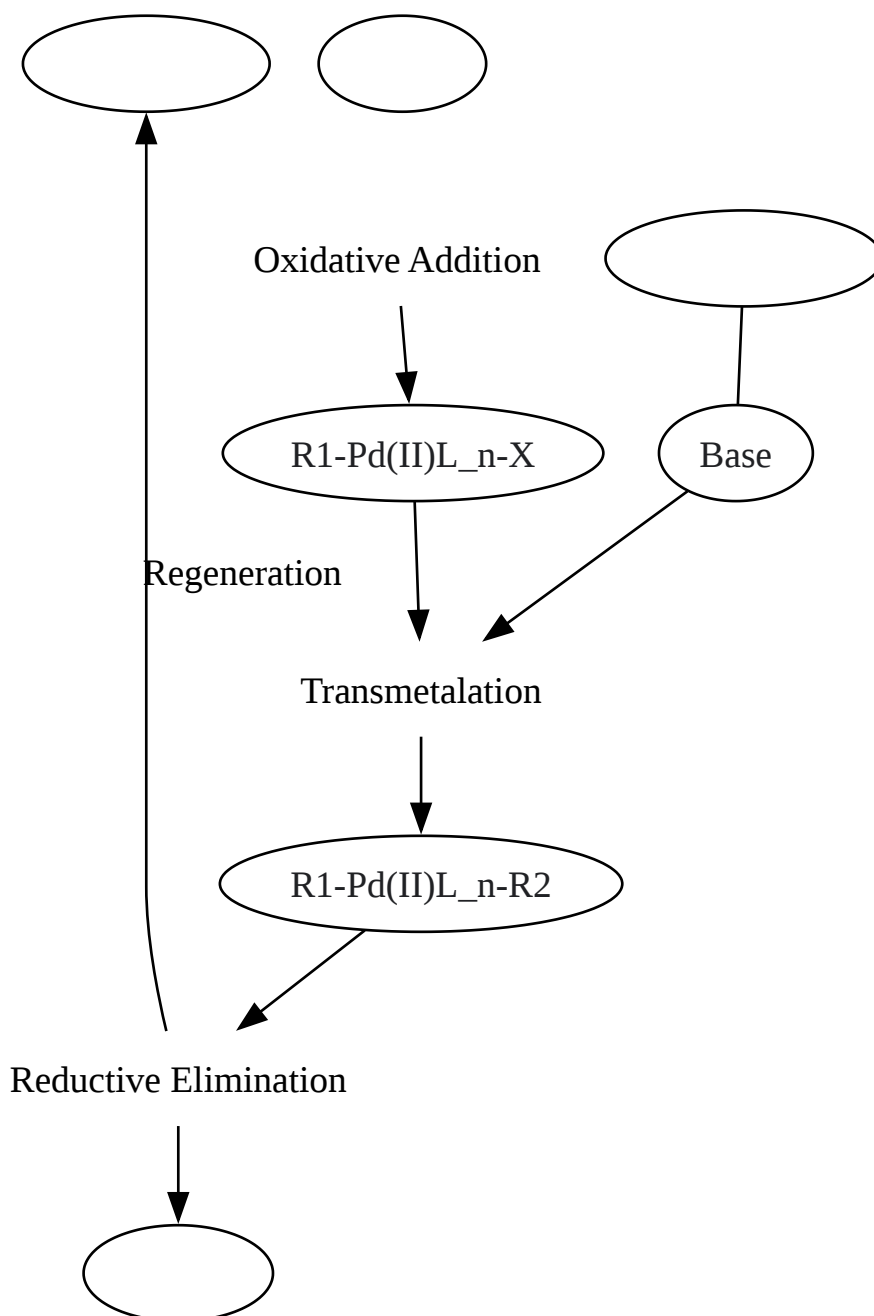 Oxidative Addition
R1-Pd(II)L_n-X
Base
Regeneration
Transmetalation
R1-Pd(II)L_n-R2
Reductive Elimination